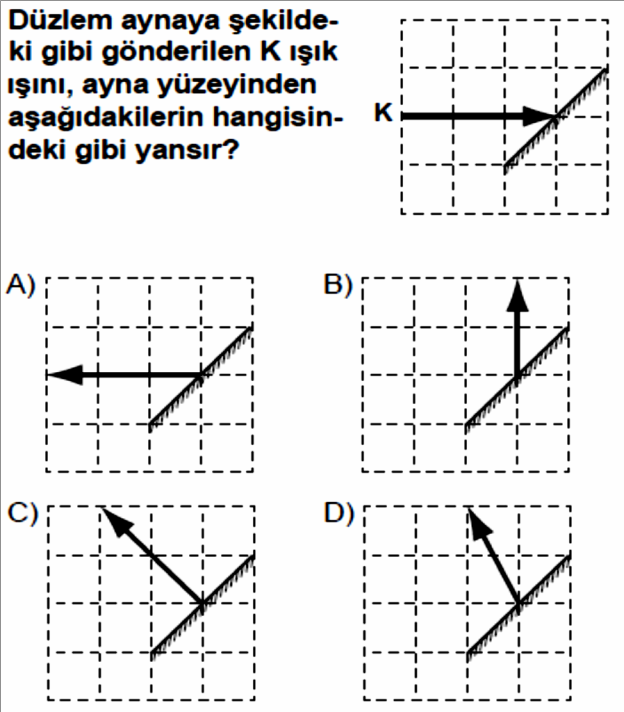 Düzlem aynaya şekilde-
ki gibi gönderilen K ışık
ışını, ayna yüzeyinden
aşağıdakilerin hangisin-
deki gibi yansır?
K
A)
B)
C)
D)